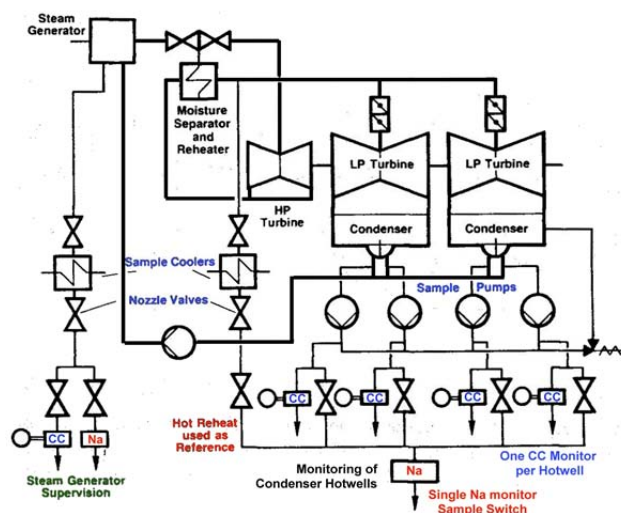 Steam
Generator
Moisture
Separator
and
Reheater
HP
Turbine
LP Turbine
LP Turbine
Condenser
Condenser
Sample Coolers
Nozzle Valves
Sample Pumps
CC
Na
Steam Generator
Supervision
CC
CC
CC
CC
Hot Reheat
used as
Reference
Monitoring of
Condenser Hotwells
Na
One CC Monitor
per Hotwell
Single Na monitor
Sample Switch